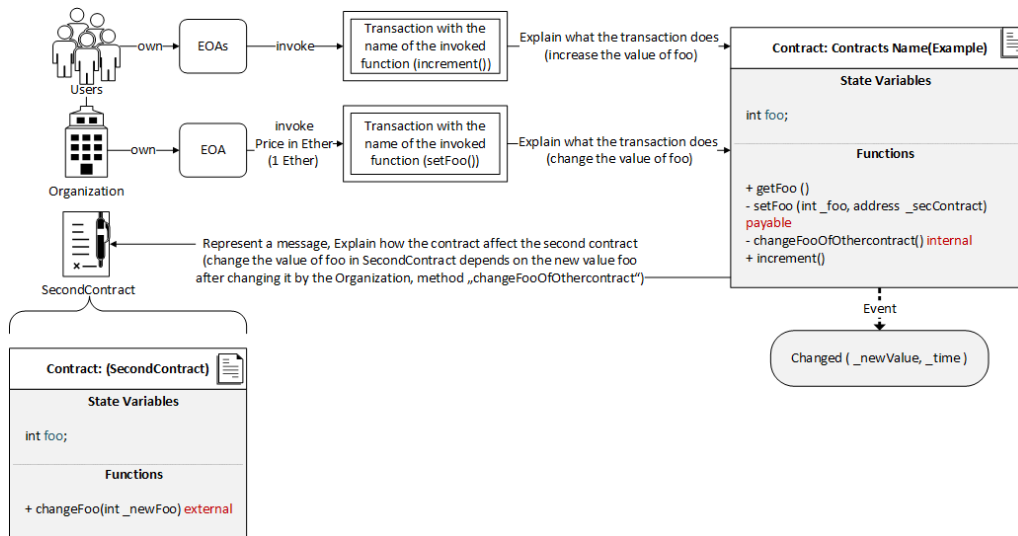 Users
own
EOAs
invoke
Transaction with the
name of the invoked
function (increment())
Explain what the transaction does
(increase the value of foo)
Organization
own
EOA
invoke
Price in Ether
(1 Ether)
Transaction with the
name of the invoked
function (setFoo())
Explain what the transaction does
(change the value of foo)
Contract: Contracts Name(Example)
State Variables
int foo;
Functions
+ getFoo ()
- setFoo (int _foo, address _secContract)
payable
- changeFooOfOthercontract() internal
+ increment()
SecondContract
Represent a message, Explain how the contract affect the second contract
(change the value of foo in SecondContract depends on the new value foo
after changing it by the Organization, method „changeFooOfOthercontract“)
Event
Changed ( _newValue, _time )
Contract: (SecondContract)
State Variables
int foo;
Functions
+ changeFoo(int _newFoo) external